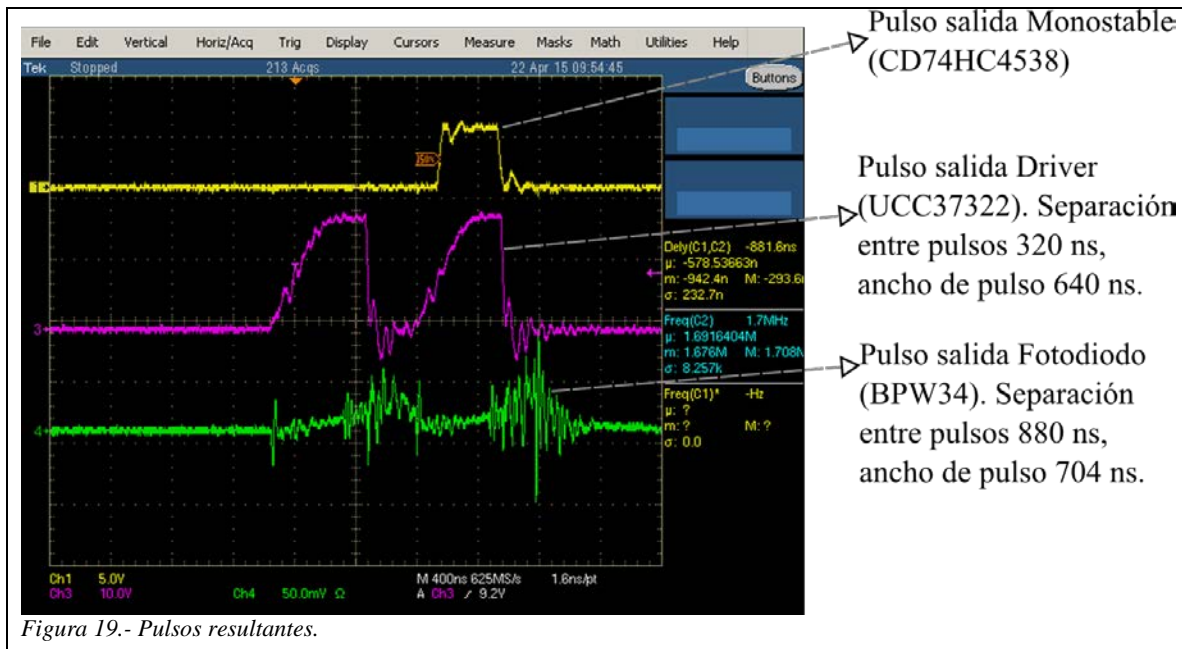 File Edit Vertical Horiz/Acq Trig Display Cursors Measure Masks Math Utilities Help
Tek Stopped 213 Acqs 22 Apr 15 09:54:45
Buttons
Dely(C1,C2) -881.6ns
µ: -578.53663n
m: -942.4n M: -293.6
σ: 232.7n
Freq(C2) 1.7MHz
µ: 1.6916404M
m: 1.676M M: 1.708M
σ: 8.257k
Freq(C1)* -Hz
µ: ?
m: ? M: ?
σ: 0.0
3
4
Ch1 5.0V
Ch3 10.0V Ch4 50.0mV Ω
M 400ns 625MS/s 1.6ns/pt
A Ch3 / 9.2V
Pulso salida Monostable
(CD74HC4538)
Pulso salida Driver
(UCC37322). Separación
entre pulsos 320 ns,
ancho de pulso 640 ns.
Pulso salida Fotodiodo
(BPW34). Separación
entre pulsos 880 ns,
ancho de pulso 704 ns.
Figura 19.- Pulsos resultantes.